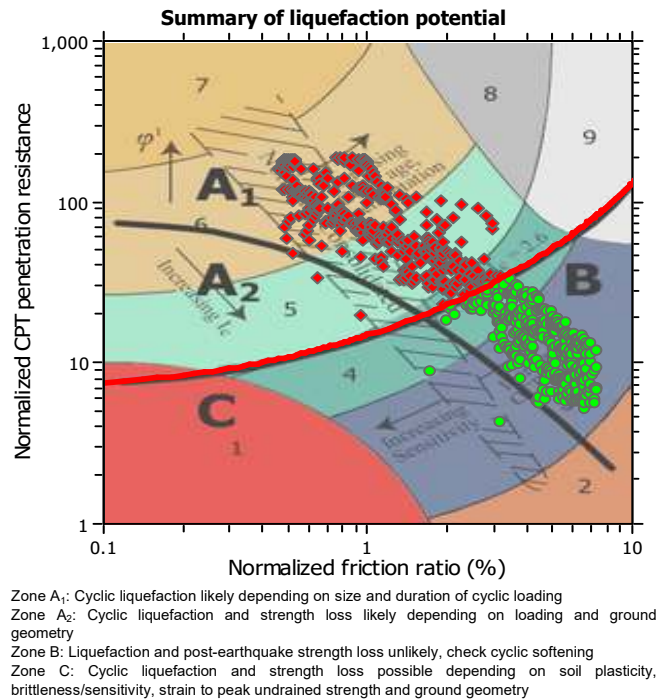 Summary of liquefaction potential
1,000
100
10
1
Normalized CPT penetration resistance
7
8
9
φ'
A1
6
A2
Increasing Ic
5
B
4
C
1
Increasing
Sensitivity
2
0.1
1
10
Normalized friction ratio (%)
Zone A1: Cyclic liquefaction likely depending on size and duration of cyclic loading
Zone A2: Cyclic liquefaction and strength loss likely depending on loading and ground
geometry
Zone B: Liquefaction and post-earthquake strength loss unlikely, check cyclic softening
Zone C: Cyclic liquefaction and strength loss possible depending on soil plasticity,
brittleness/sensitivity, strain to peak undrained strength and ground geometry